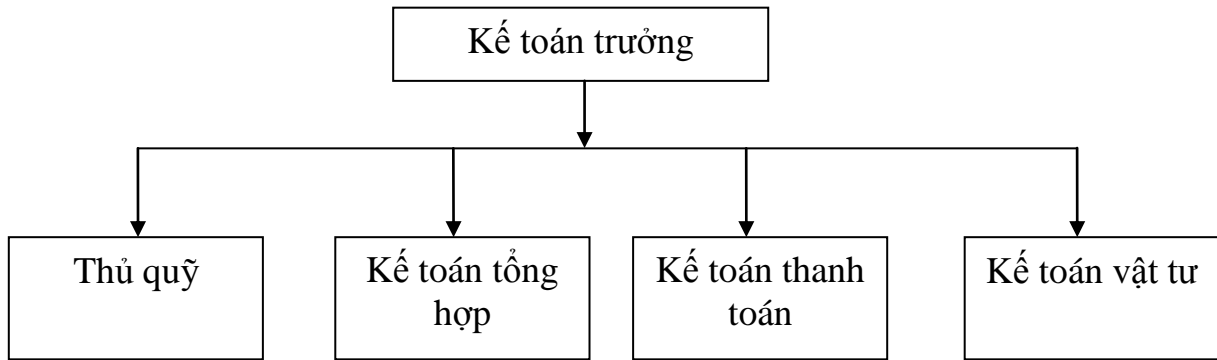 Kế toán trưởng
Thủ quỹ
Kế toán tổng
hợp
Kế toán thanh
toán
Kế toán vật tư